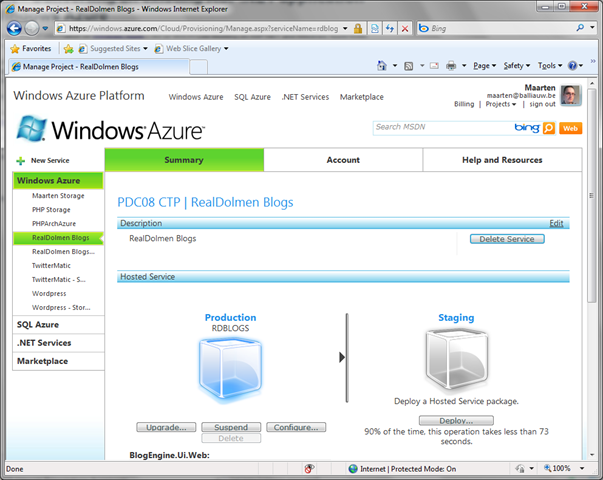 Manage Project - RealDolmen Blogs - Windows Internet Explorer
https://windows.azure.com/Cloud/Provisioning/Manage.aspx?serviceName=rdblog
Bing
Favorites
Suggested Sites
Web Slice Gallery
Manage Project - RealDolmen Blogs
Page
Safety
Tools
Windows Azure Platform
Windows Azure
SQL Azure
.NET Services
Marketplace
Maarten
maarten@balliauw.be
Billing | Projects | sign out
Windows Azure
Search MSDN
bing
Web
New Service
Summary
Account
Help and Resources
Windows Azure
Maarten Storage
PHP Storage
PHPArchAzure
RealDolmen Blogs
RealDolmen Blogs...
TwitterMatic
TwitterMatic - S...
Wordpress
Wordpress - Stor...
SQL Azure
.NET Services
Marketplace
PDC08 CTP | RealDolmen Blogs
Description
Edit
RealDolmen Blogs
Delete Service
Hosted Service
Production
RDBLOGS
Staging
Deploy a Hosted Service package.
Upgrade...
Suspend
Configure...
Delete
Deploy...
90% of the time, this operation takes less than 73
seconds.
BlogEngine.Ui.Web:
Done
Internet | Protected Mode: On
100%